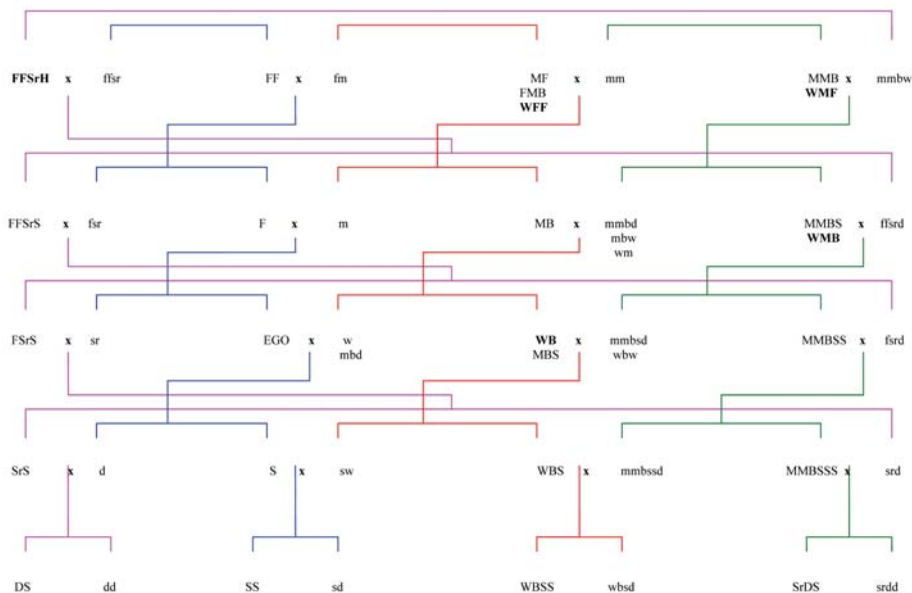 FFSrH x ffsr FF x fm MF x mm MMB x mmbw
FMB WMF
WFF
FFSrS x fsr F x m MB x mmbd MMBS x ffsrd
mbw WMB
wm
FSrS x sr EGO x w WB x mmbsd MMBSS x fsrd
mbd MBS wbw
SrS x d S x sw WBS x mmbssd MMBSSS x srd
DS dd SS sd WBSS wbsd SrDS srdd